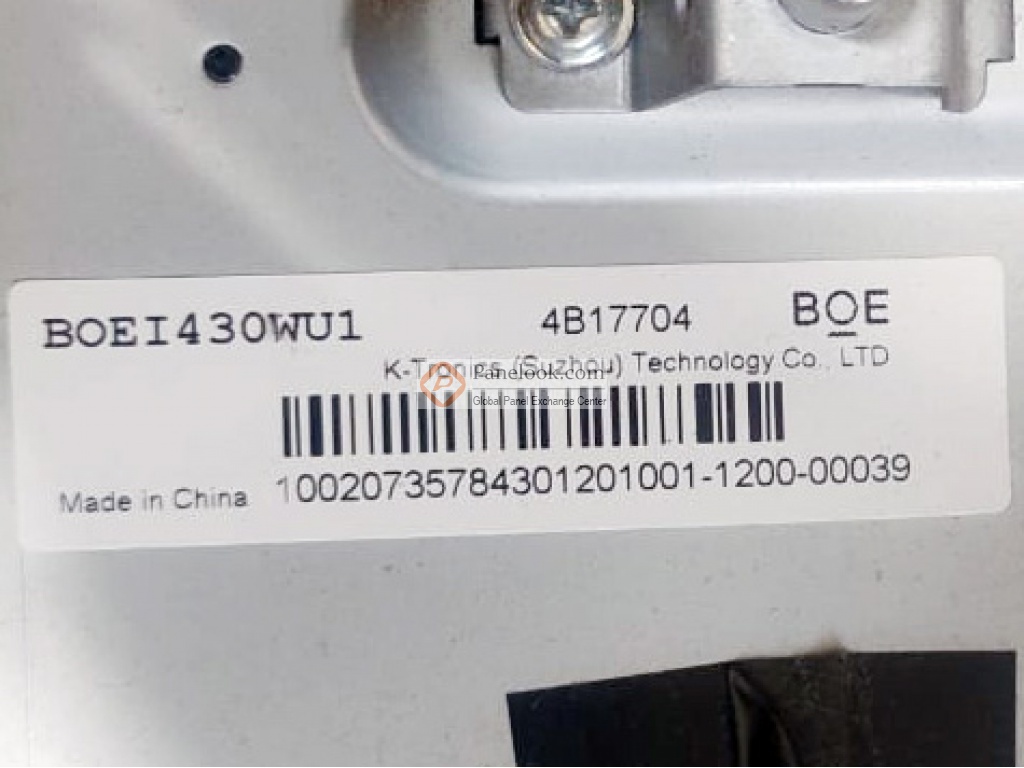 BOEI430WU1 4B17704 BOE
K-Tronics (Suzhou) Technology Co., LTD
Panelook.com
Global Panel Exchange Center
Made in China 10020735784301201001-1200-00039